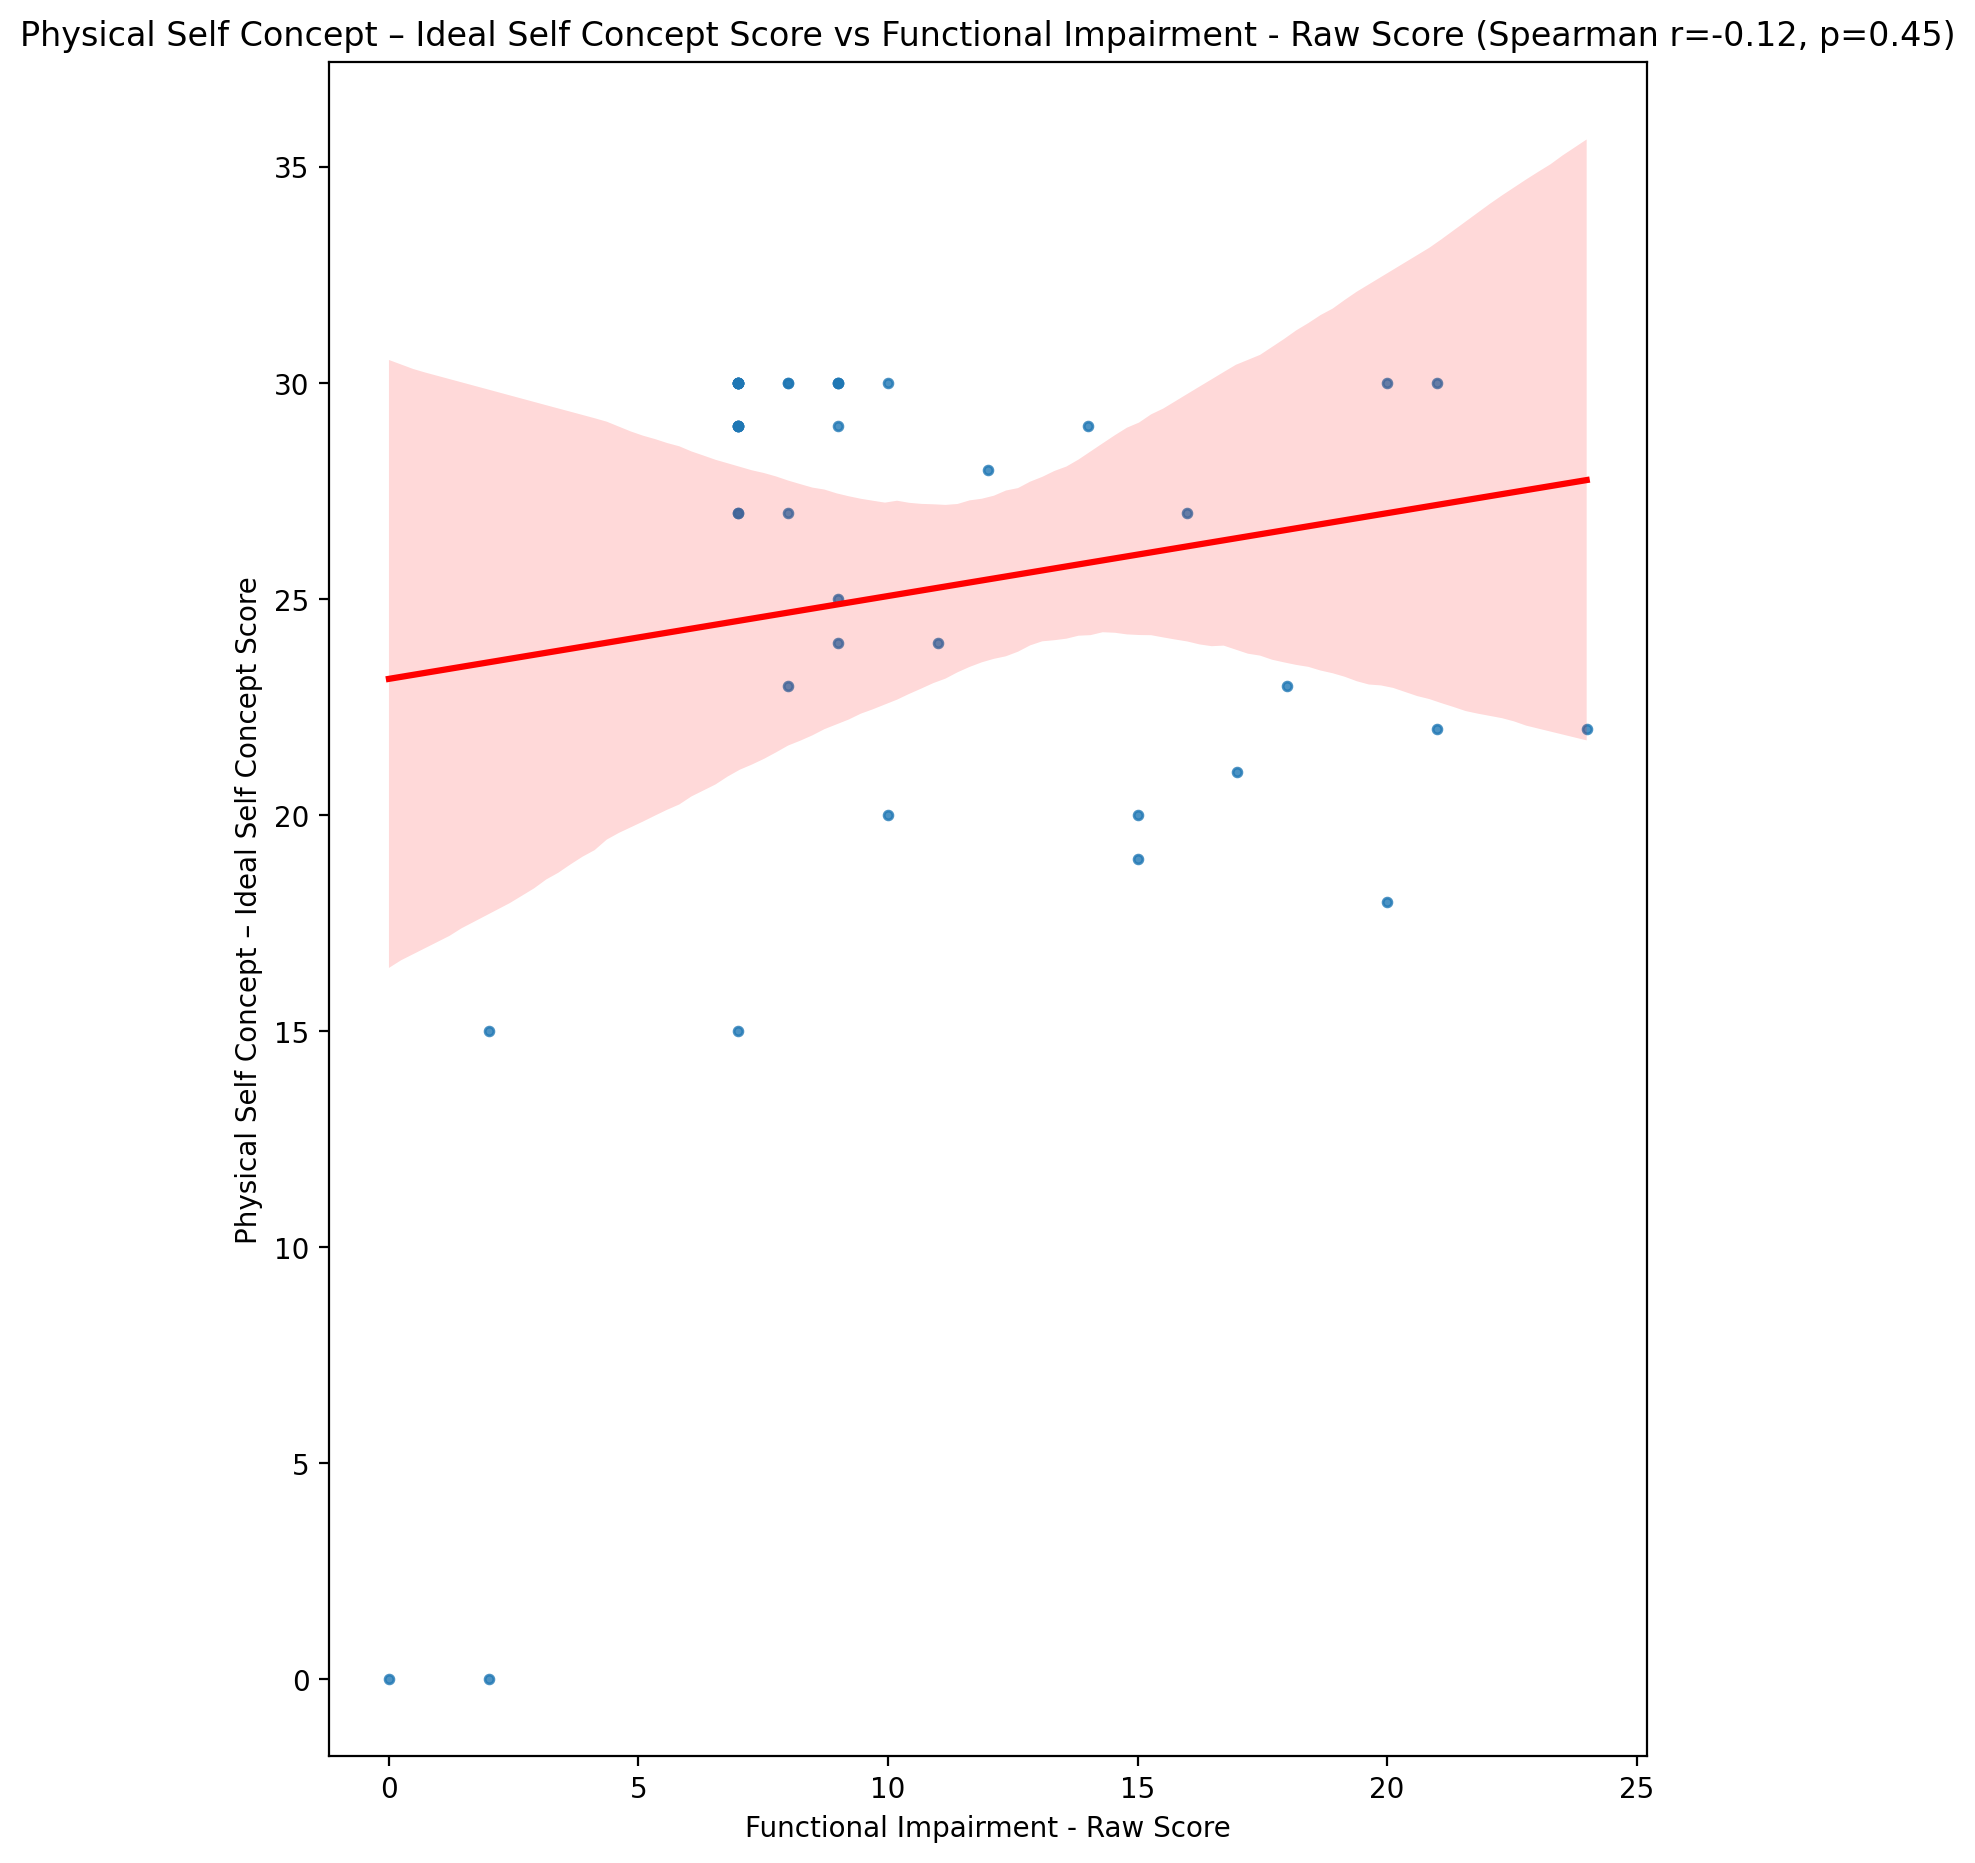 Physical Self Concept – Ideal Self Concept Score vs Functional Impairment - Raw Score (Spearman r=-0.12, p=0.45)
Physical Self Concept – Ideal Self Concept Score
35
30
25
20
15
10
5
0
0 5 10 15 20 25
Functional Impairment - Raw Score